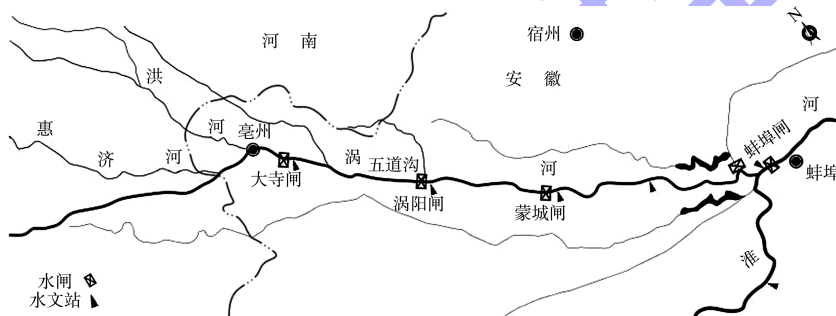 N
河 南
宿州
安 徽
洪
河
惠
济
河
河
亳州
涡
五道沟
河
蚌埠闸
蚌埠
大寺闸
涡阳闸
蒙城闸
淮
水闸
水文站